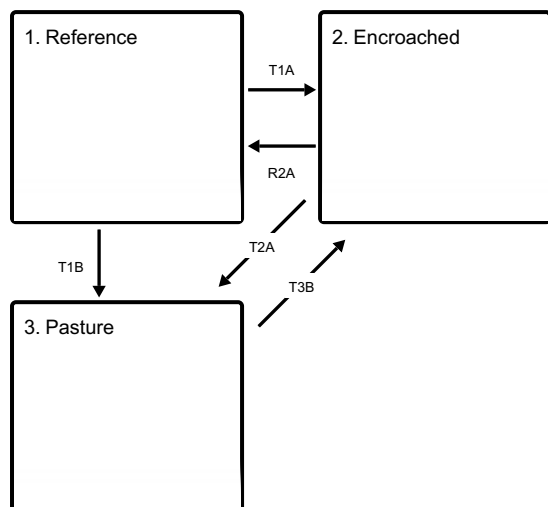 1. Reference
2. Encroached
T1A
R2A
T1B
T2A
T3B
3. Pasture